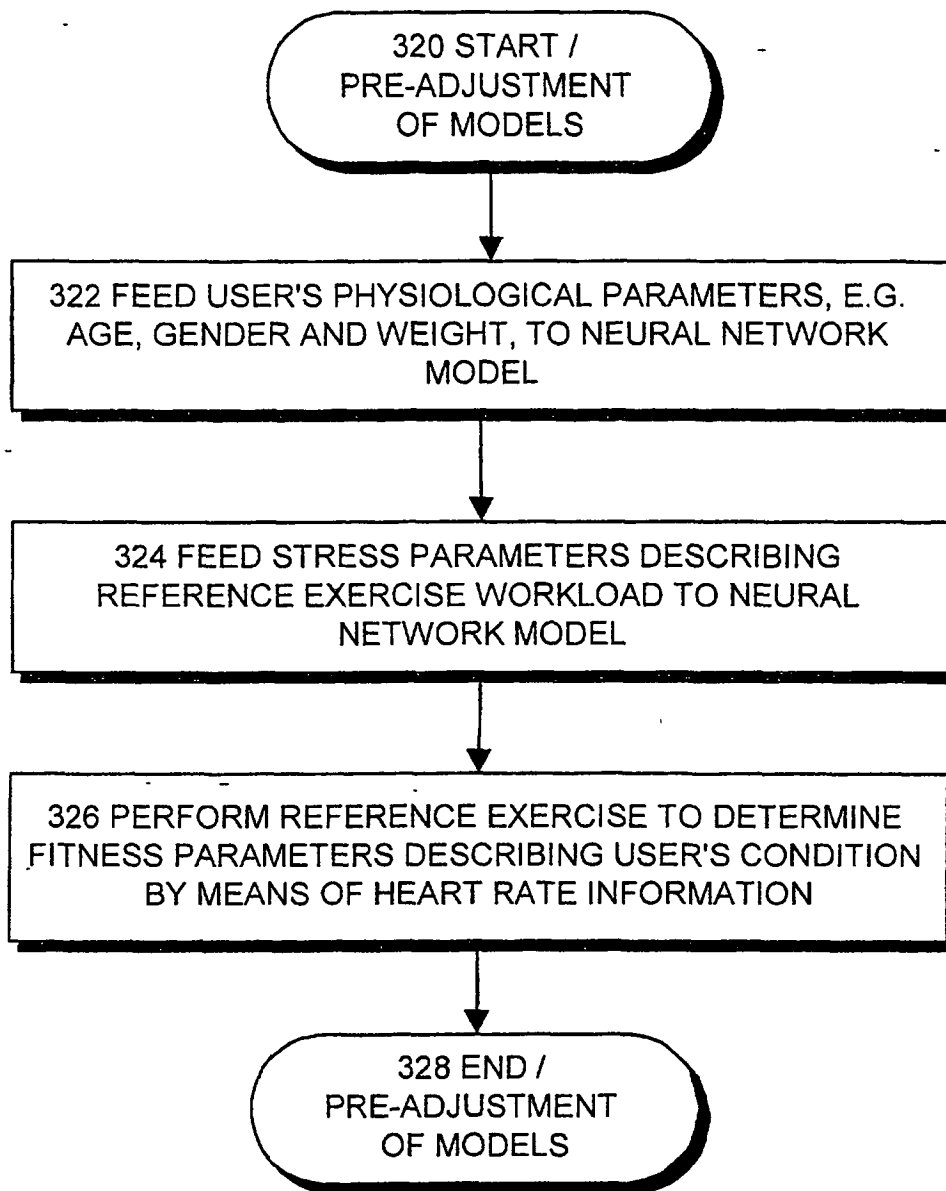 320 START /
PRE-ADJUSTMENT
OF MODELS
322 FEED USER'S PHYSIOLOGICAL PARAMETERS, E.G.
AGE, GENDER AND WEIGHT, TO NEURAL NETWORK
MODEL
324 FEED STRESS PARAMETERS DESCRIBING
REFERENCE EXERCISE WORKLOAD TO NEURAL
NETWORK MODEL
326 PERFORM REFERENCE EXERCISE TO DETERMINE
FITNESS PARAMETERS DESCRIBING USER'S CONDITION
BY MEANS OF HEART RATE INFORMATION
328 END /
PRE-ADJUSTMENT
OF MODELS